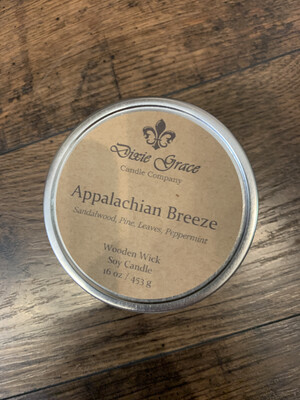 Dixie Grace
Candle Company
Appalachian Breeze
Sandalwood, Pine, Leaves, Peppermint
Wooden Wick
Soy Candle
16 oz / 453 g